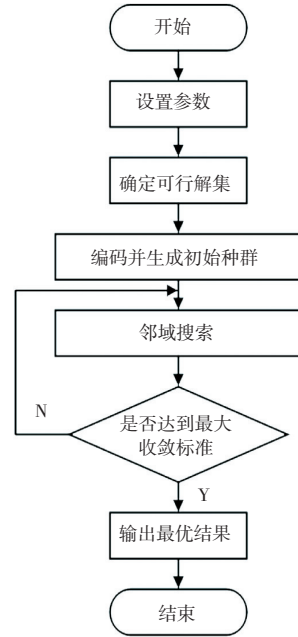 开始
设置参数
确定可行解集
编码并生成初始种群
邻域搜索
N
是否达到最大
收敛标准
Y
输出最优结果
结束